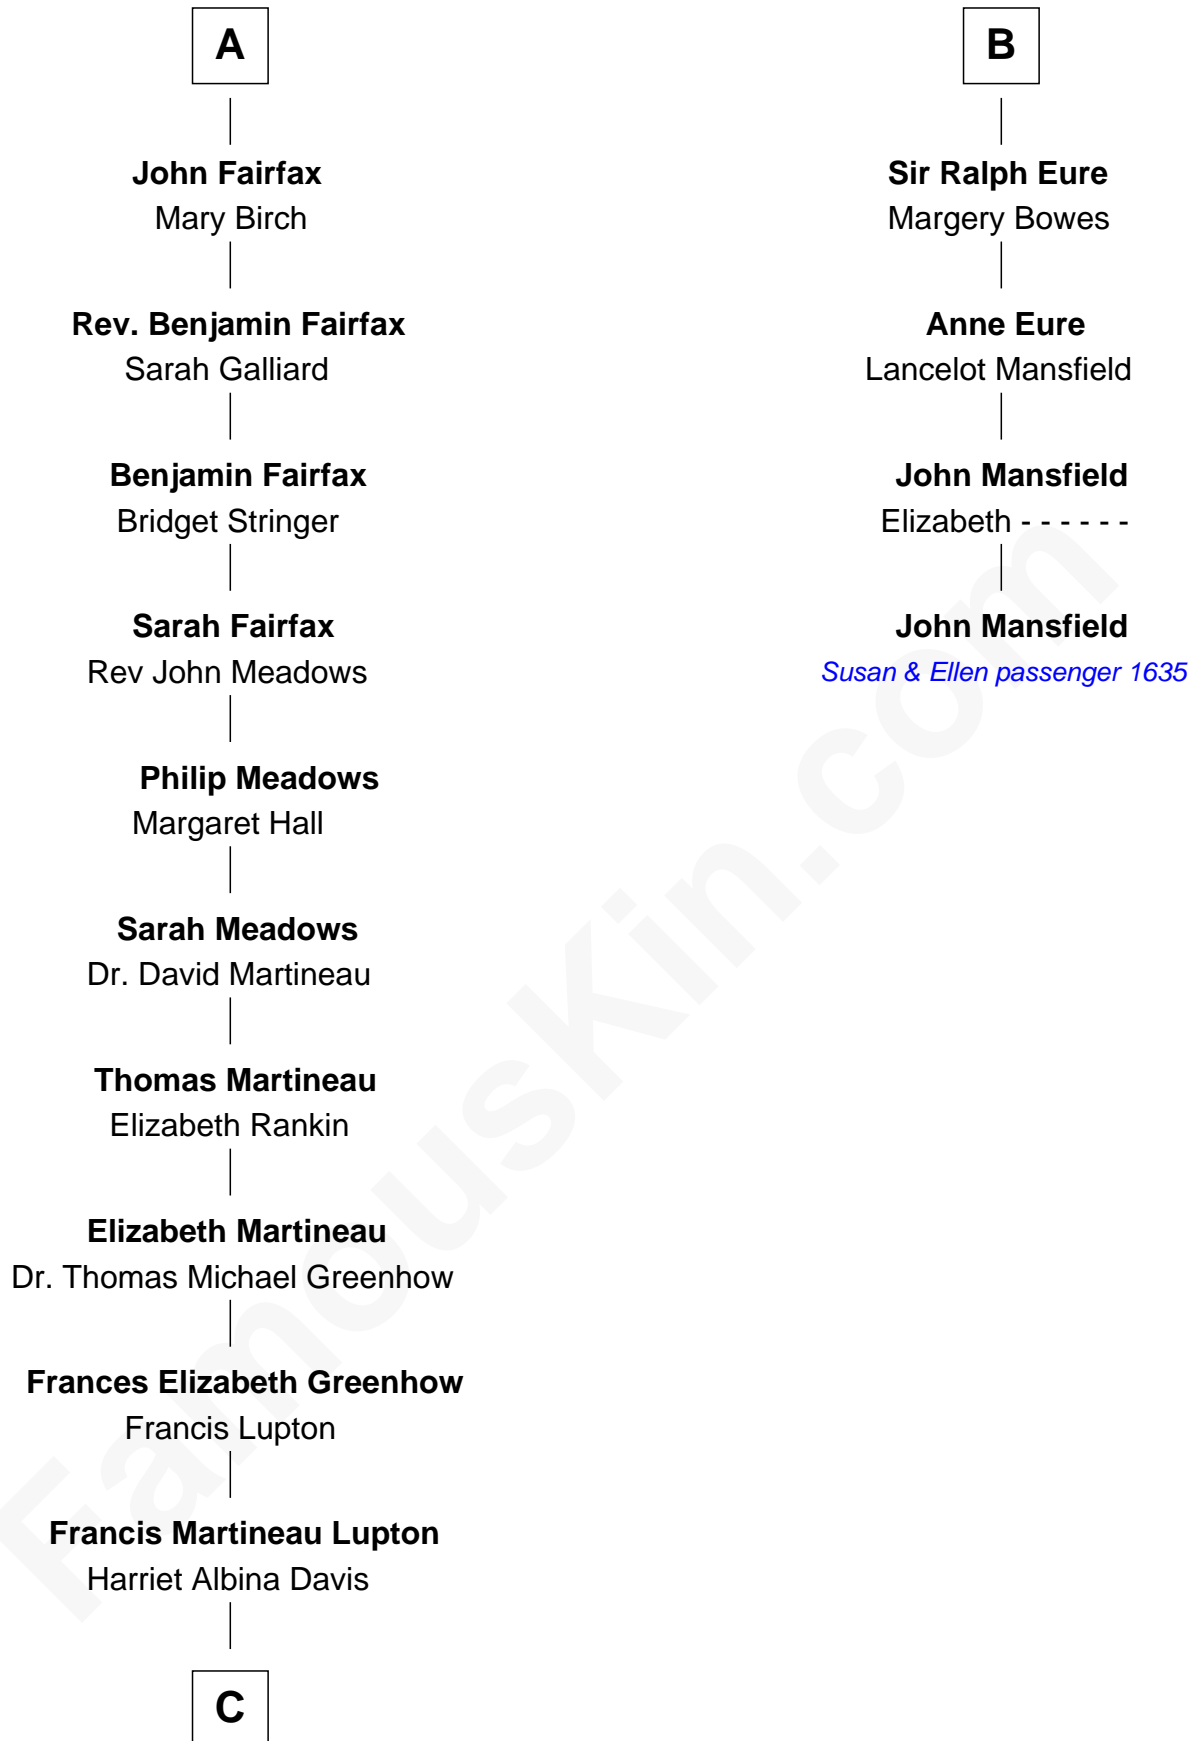 A
John Fairfax
Mary Birch
Rev. Benjamin Fairfax
Sarah Galliard
Benjamin Fairfax
Bridget Stringer
Sarah Fairfax
Rev John Meadows
Philip Meadows
Margaret Hall
Sarah Meadows
Dr. David Martineau
Thomas Martineau
Elizabeth Rankin
Elizabeth Martineau
Dr. Thomas Michael Greenhow
Frances Elizabeth Greenhow
Francis Lupton
Francis Martineau Lupton
Harriet Albina Davis
C
B
Sir Ralph Eure
Margery Bowes
Anne Eure
Lancelot Mansfield
John Mansfield
Elizabeth - - - - - -
John Mansfield
Susan & Ellen passenger 1635
FamousKin.com